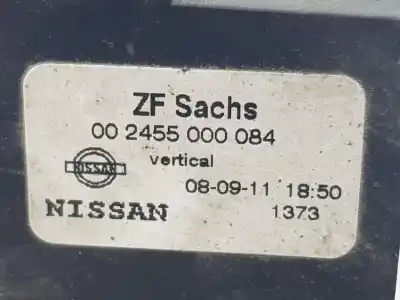 ZF Sachs
00 2455 000 084
vertical
NISSAN
08-09-11 18:50
NISSAN 1373